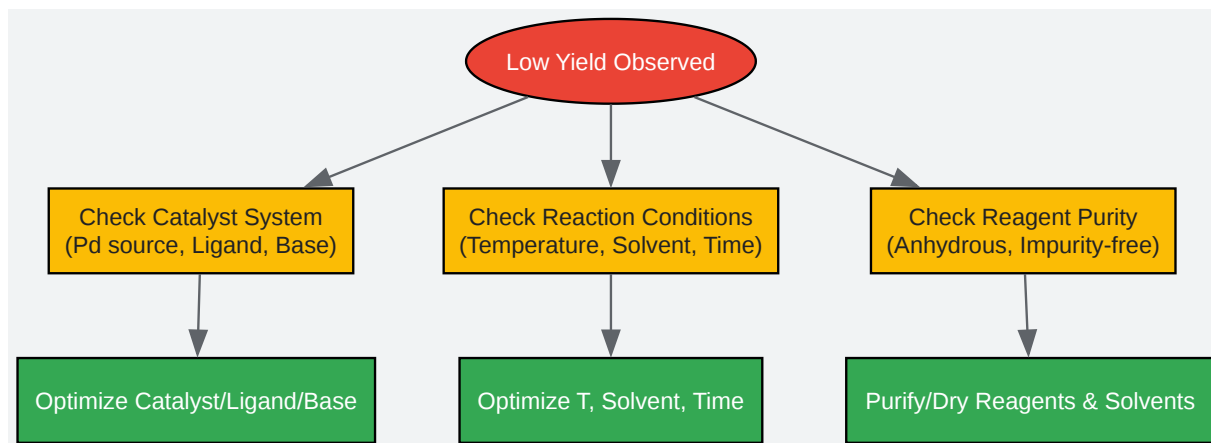 Low Yield Observed
Check Catalyst System
(Pd source, Ligand, Base)
Check Reaction Conditions
(Temperature, Solvent, Time)
Check Reagent Purity
(Anhydrous, Impurity-free)
Optimize Catalyst/Ligand/Base
Optimize T, Solvent, Time
Purify/Dry Reagents & Solvents